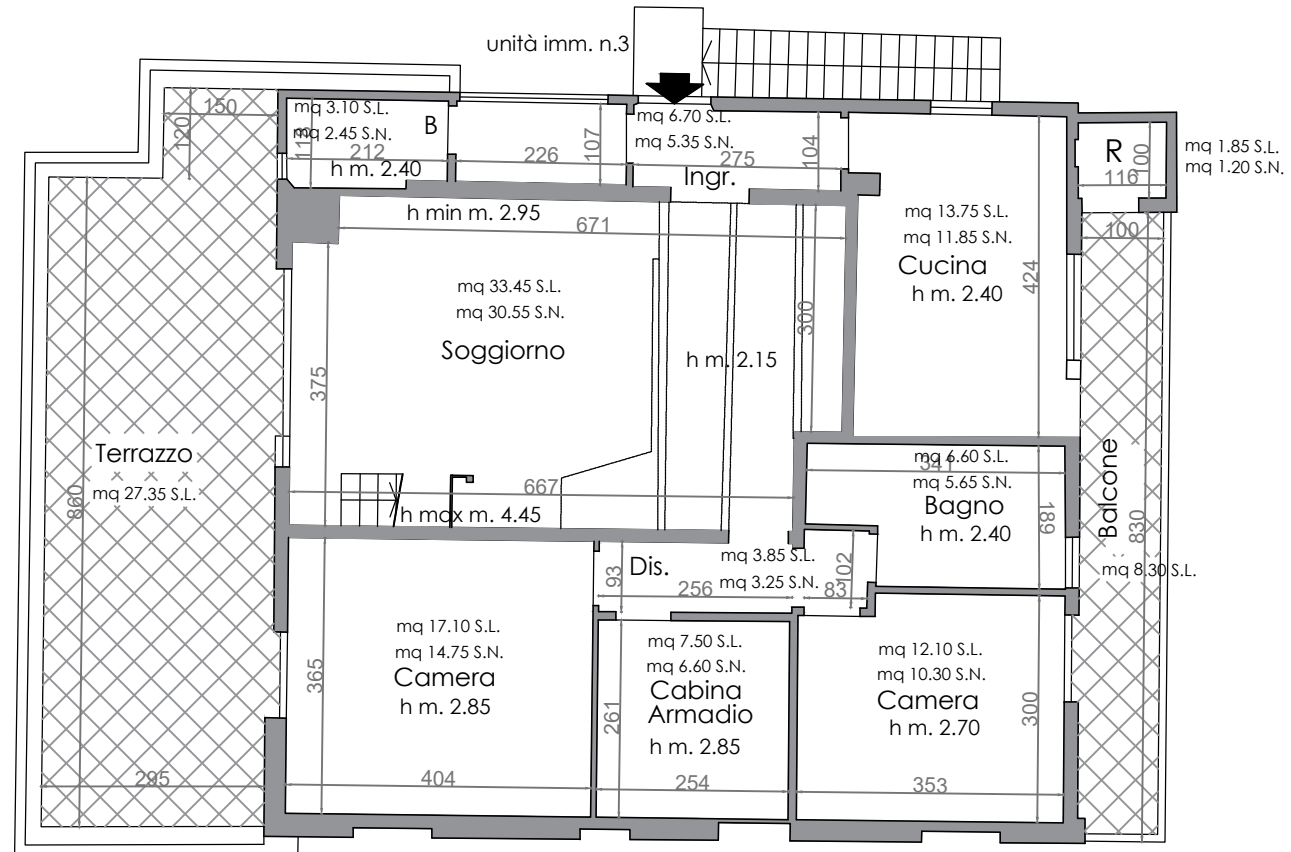 unità imm. n.3
150
120
mq 3.10 S.L.
mq 2.45 S.N.
B
118
212
h m. 2.40
226
107
mq 6.70 S.L.
mq 5.35 S.N.
275
104
Ingr.
R
100
116
mq 1.85 S.L.
mq 1.20 S.N.
h min m. 2.95
671
mq 13.75 S.L.
mq 11.85 S.N.
Cucina
h m. 2.40
424
100
mq 33.45 S.L.
mq 30.55 S.N.
Soggiorno
375
h m. 2.15
300
Terrazzo
mq 27.35 S.L.
860
667
h max m. 4.45
mq 6.60 S.L.
341
mq 5.65 S.N.
Bagno
h m. 2.40
189
Balcone
830
mq 8.30 S.L.
Dis.
93
256
mq 3.85 S.L.
mq 3.25 S.N.
102
83
mq 17.10 S.L.
mq 14.75 S.N.
Camera
h m. 2.85
365
404
mq 7.50 S.L.
mq 6.60 S.N.
Cabina
Armadio
h m. 2.85
261
254
mq 12.10 S.L.
mq 10.30 S.N.
Camera
h m. 2.70
300
353
295